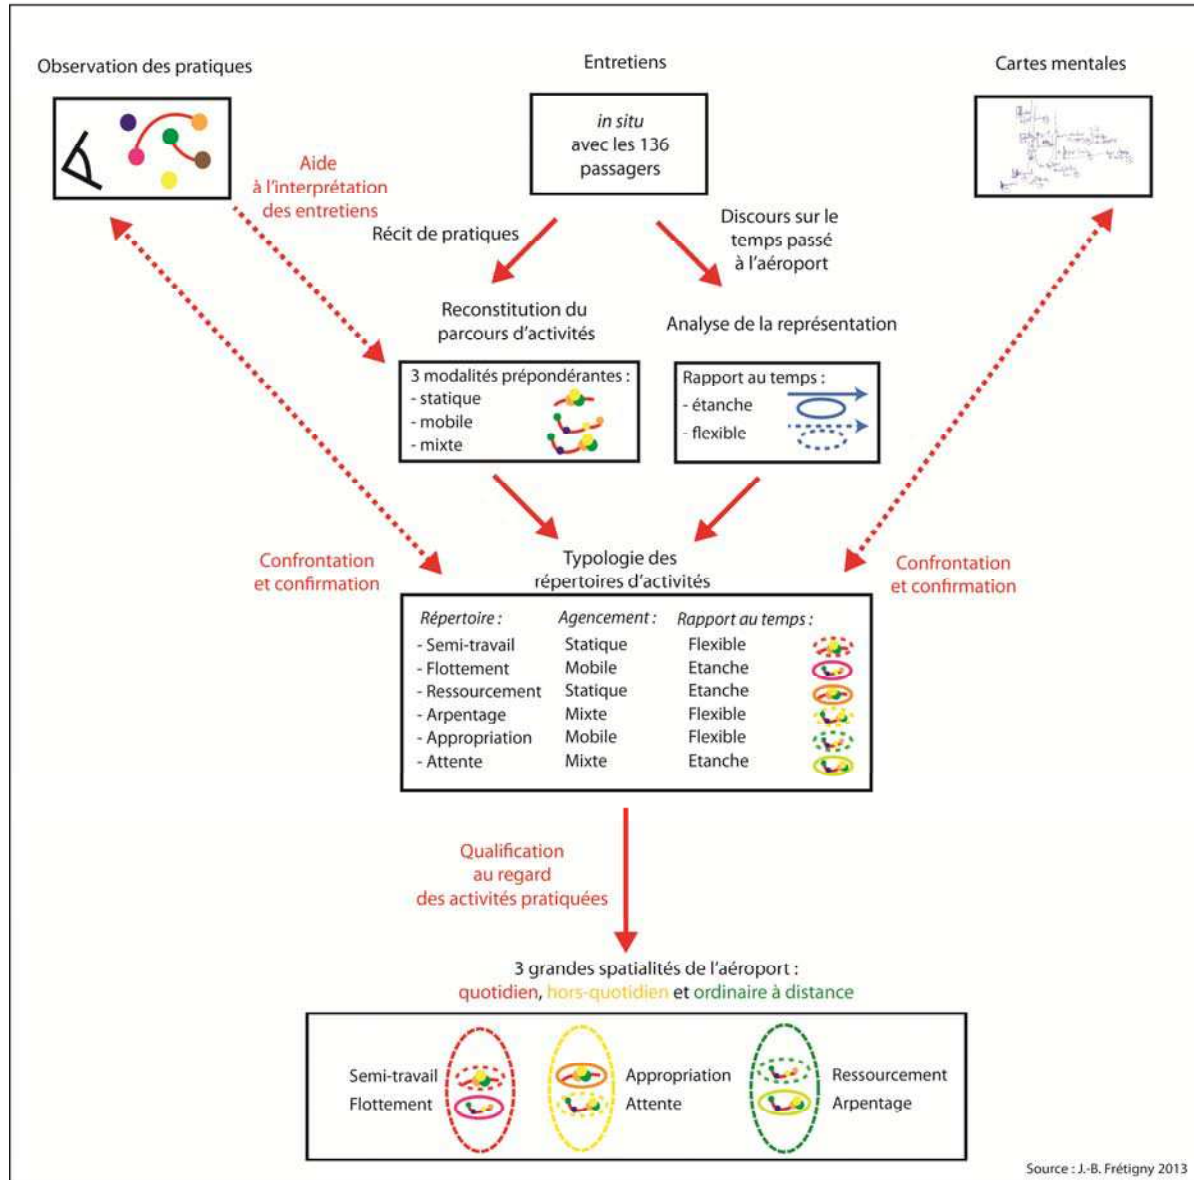 Observation des pratiques
Entretiens
Cartes mentales
in situ
avec les 136
passagers
Aide
à l'interprétation
des entretiens
Récit de pratiques
Discours sur le
temps passé
à l'aéroport
Reconstitution du
parcours d'activités
Analyse de la représentation
3 modalités prépondérantes :
- statique
- mobile
- mixte
Rapport au temps :
- étanche
- flexible
Confrontation
et confirmation
Typologie des
répertoires d'activités
Confrontation
et confirmation
Répertoire : Agencement : Rapport au temps :
- Semi-travail Statique Flexible
- Flottement Mobile Etanche
- Ressourcement Statique Etanche
- Arpentage Mixte Flexible
- Appropriation Mobile Flexible
- Attente Mixte Etanche
Qualification
au regard
des activités pratiquées
3 grandes spatialités de l'aéroport :
quotidien, hors-quotidien et ordinaire à distance
Semi-travail Appropriation Ressourcement
Flottement Attente Arpentage
Source : J.-B. Frétigny 2013